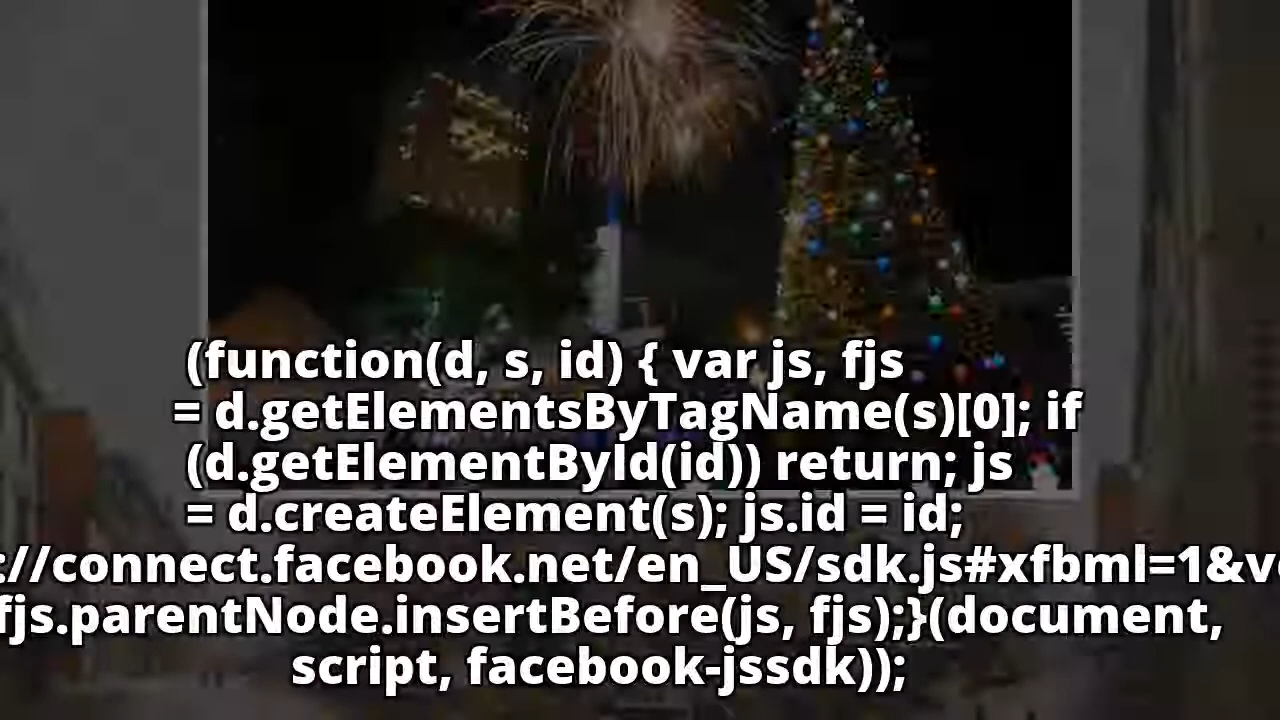 (function(d, s, id) { var js, fjs
= d.getElementsByTagName(s)[0]; if
(d.getElementById(id)) return; js
= d.createElement(s); js.id = id;
://connect.facebook.net/en_US/sdk.js#xfbml=1&v
fjs.parentNode.insertBefore(js, fjs);}(document,
script, facebook-jssdk));